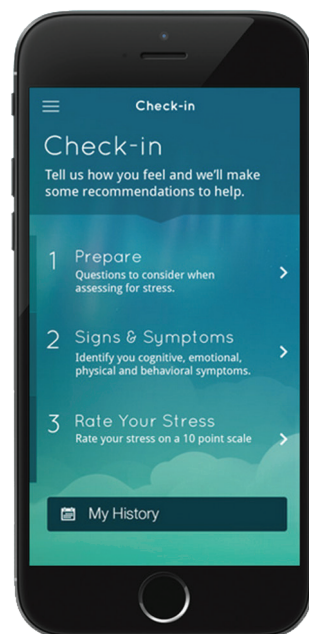 Check-in
Check-in
Tell us how you feel and we'll make
some recommendations to help.
1 Prepare
Questions to consider when
assessing for stress.
2 Signs & Symptoms
Identify you cognitive, emotional,
physical and behavioral symptoms.
3 Rate Your Stress
Rate your stress on a 10 point scale
My History